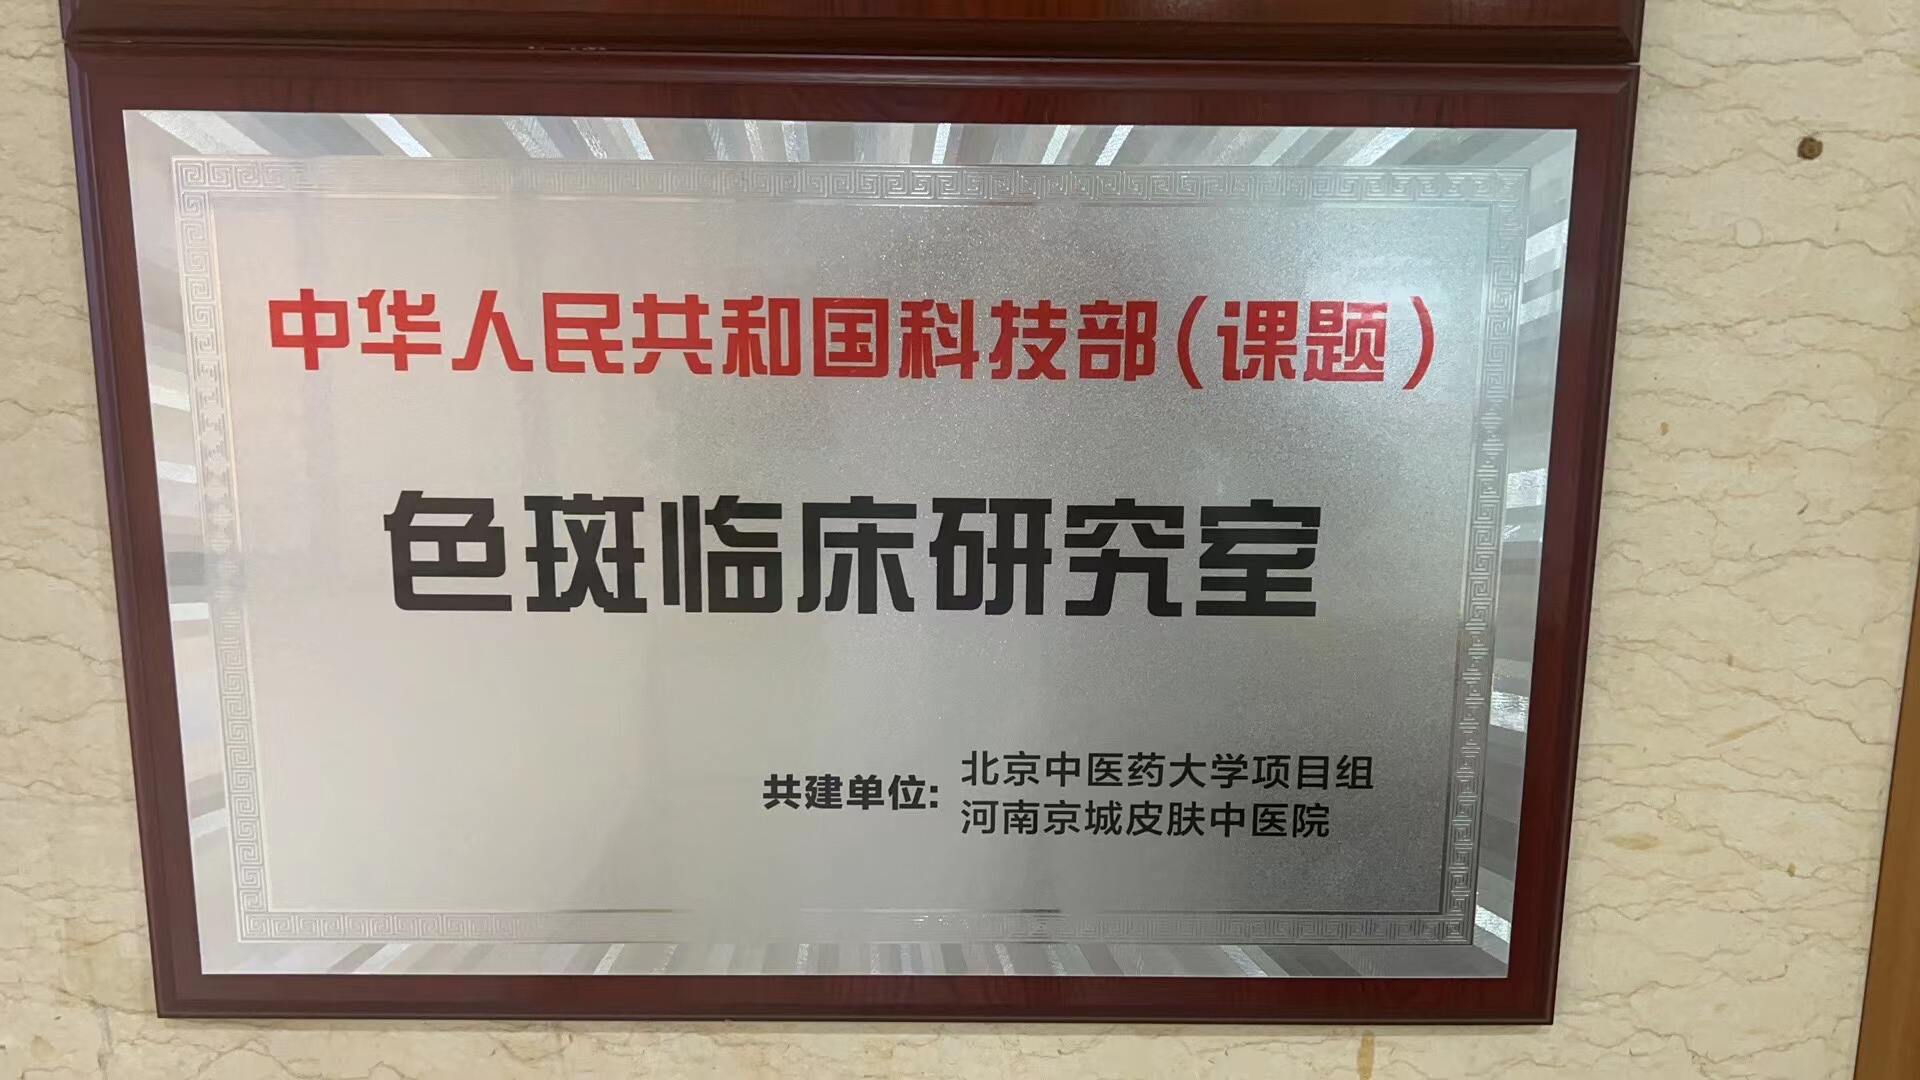 中华人民共和国科技部(课题)
色斑临床研究室
共建单位:
北京中医药大学项目组
河南京城皮肤中医院